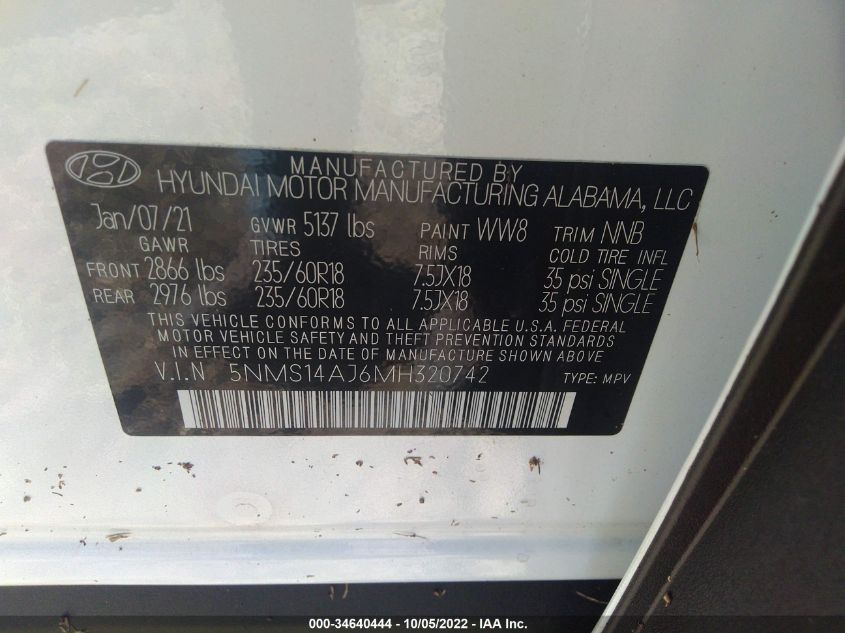 MANUFACTURED BY
HYUNDAI MOTOR MANUFACTURING ALABAMA, LLC
Jan/07/21 GVWR 5137 lbs PAINT WW8 TRIM NNB
GAWR TIRES RIMS COLD TIRE INFL
FRONT 2866 lbs 235/60R18 7.5JX18 35 psi SINGLE
REAR 2976 lbs 235/60R18 7.5JX18 35 psi SINGLE
THIS VEHICLE CONFORMS TO ALL APPLICABLE U.S.A. FEDERAL
MOTOR VEHICLE SAFETY AND THEFT PREVENTION STANDARDS
IN EFFECT ON THE DATE OF MANUFACTURE SHOWN ABOVE.
V.I.N 5NMS14AJ6MH320742 TYPE: MPV
000-34640444 - 10/05/2022 - IAA Inc.